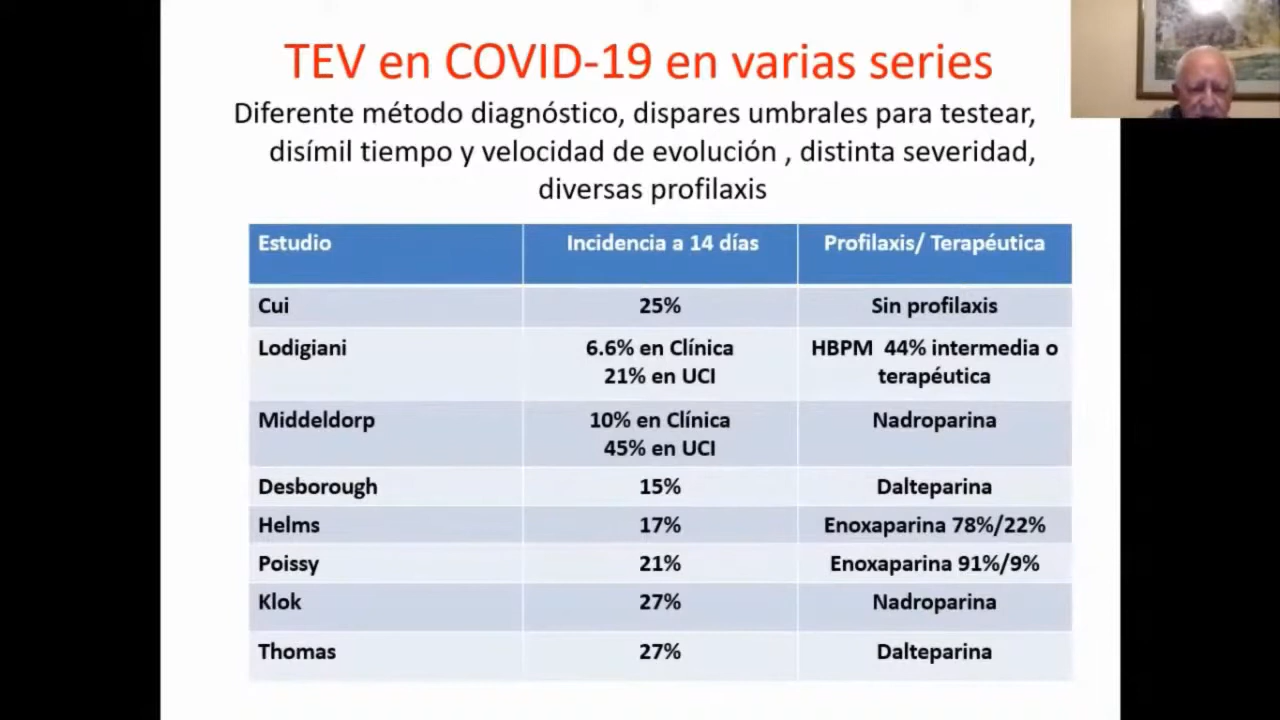 TEV en COVID-19 en varias series
Diferente método diagnóstico, dispares umbrales para testear,
disímil tiempo y velocidad de evolución , distinta severidad,
diversas profilaxis
Estudio Incidencia a 14 días Profilaxis/ Terapéutica
Cui 25% Sin profilaxis
Lodigiani 6.6% en Clínica HBPM 44% intermedia o
21% en UCI terapéutica
Middeldorp 10% en Clínica Nadroparina
45% en UCI
Desborough 15% Dalteparina
Helms 17% Enoxaparina 78%/22%
Poissy 21% Enoxaparina 91%/9%
Klok 27% Nadroparina
Thomas 27% Dalteparina